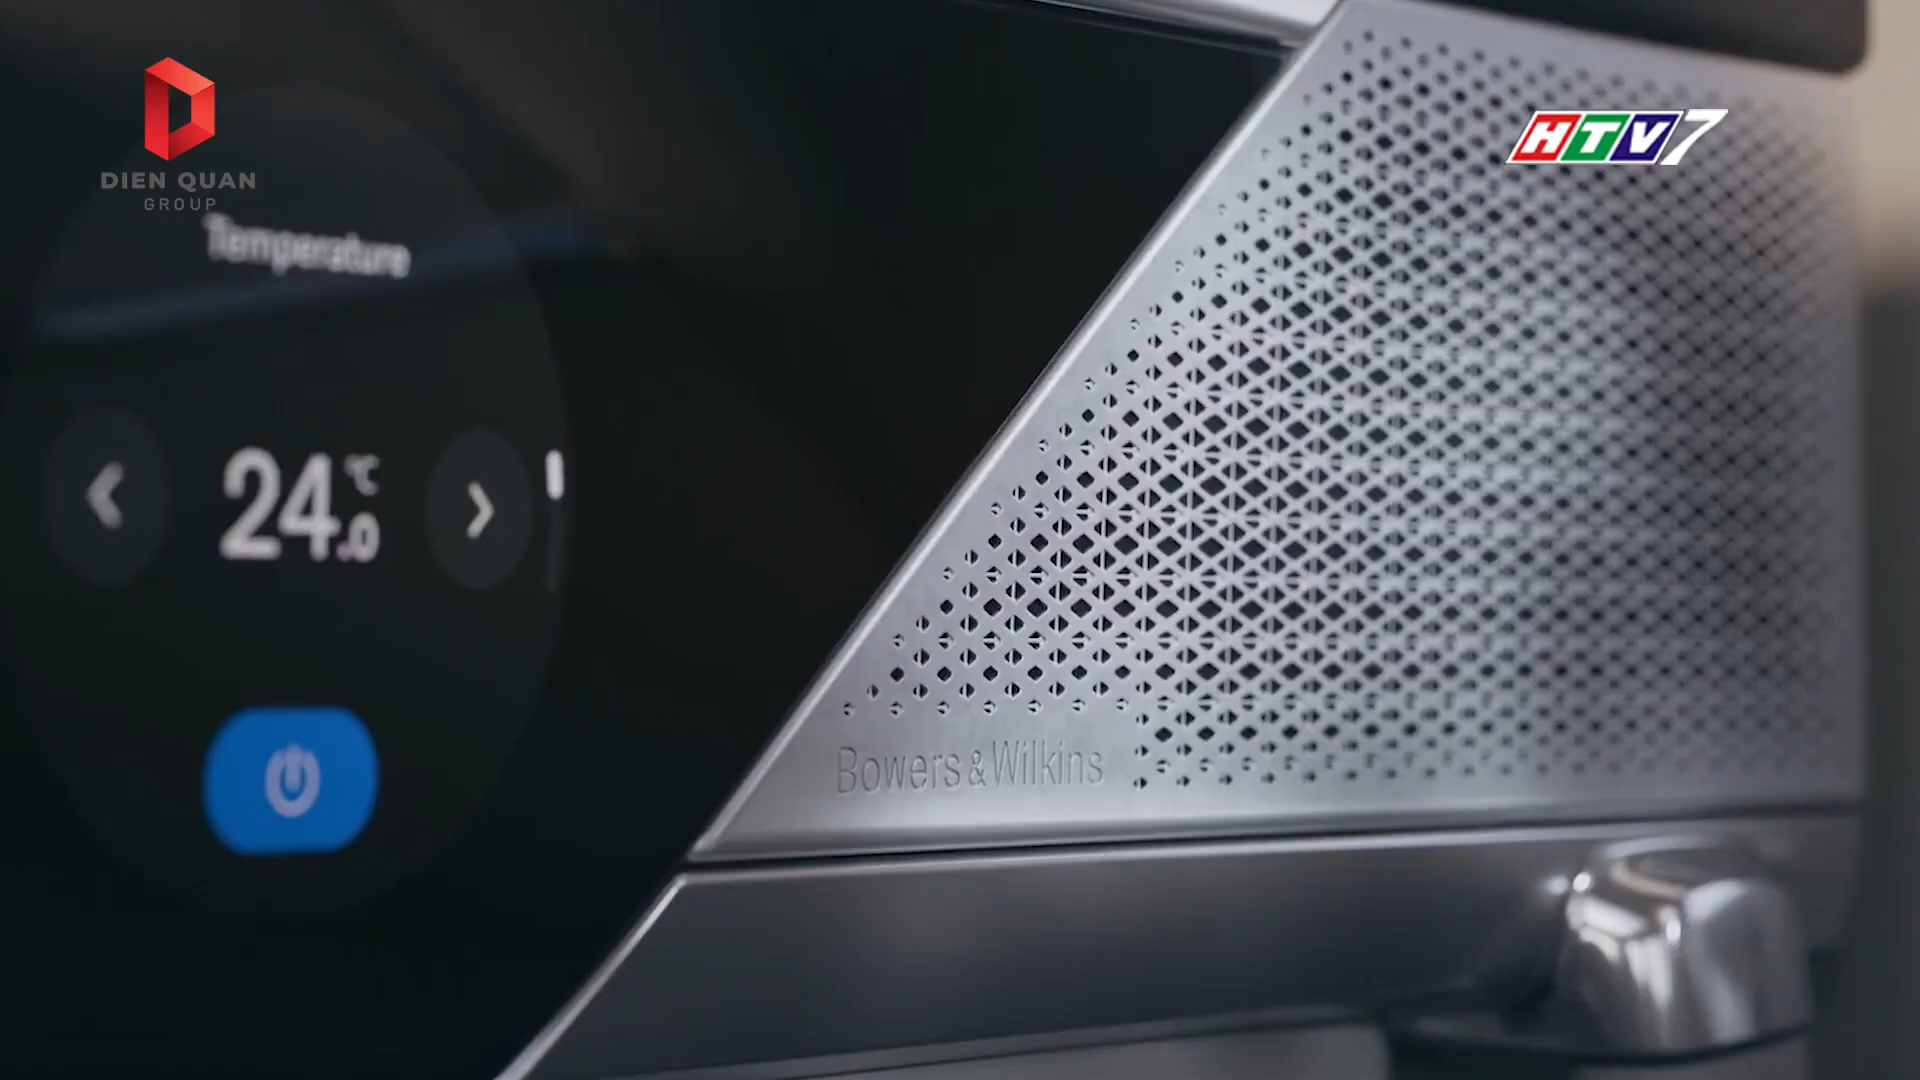 DIEN QUAN
GROUP
HTV7
Temperature
24.0 °C
Bowers & Wilkins